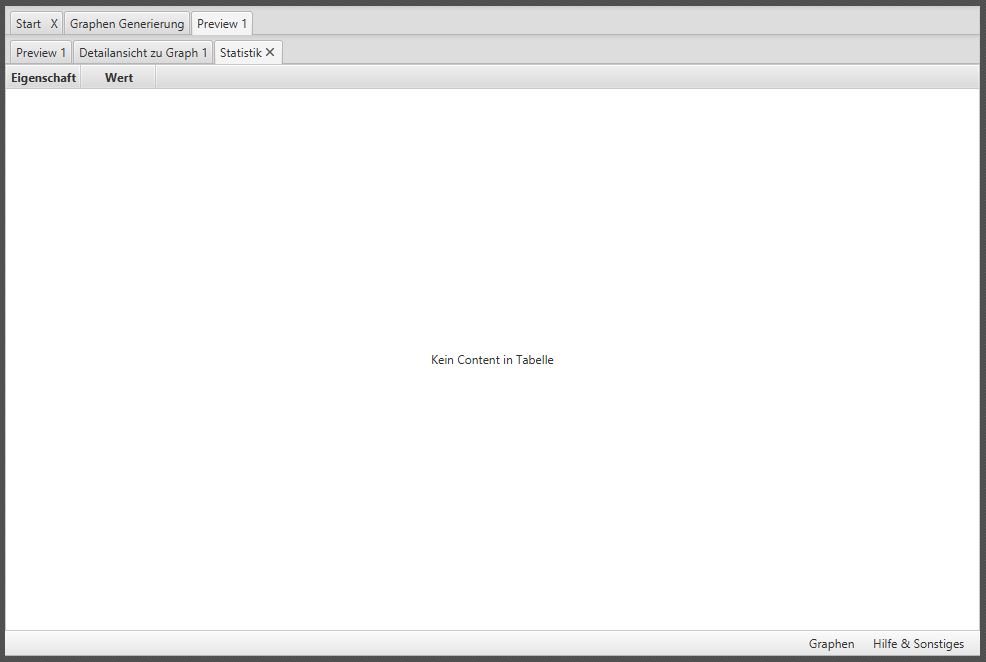 Start X Graphen Generierung Preview 1
Preview 1 Detailansicht zu Graph 1 Statistik ✕
Eigenschaft Wert
Kein Content in Tabelle
Graphen Hilfe & Sonstiges